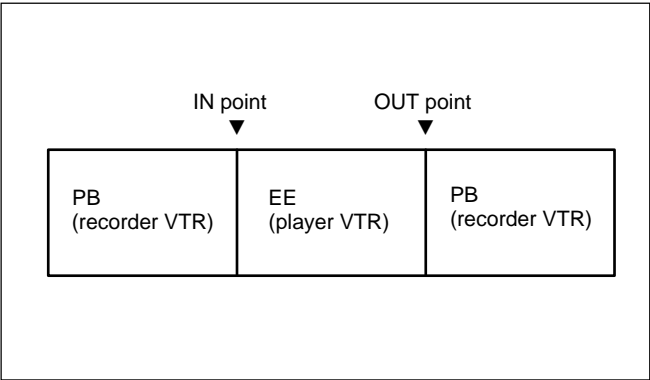 IN point
OUT point
PB
(recorder VTR)
EE
(player VTR)
PB
(recorder VTR)